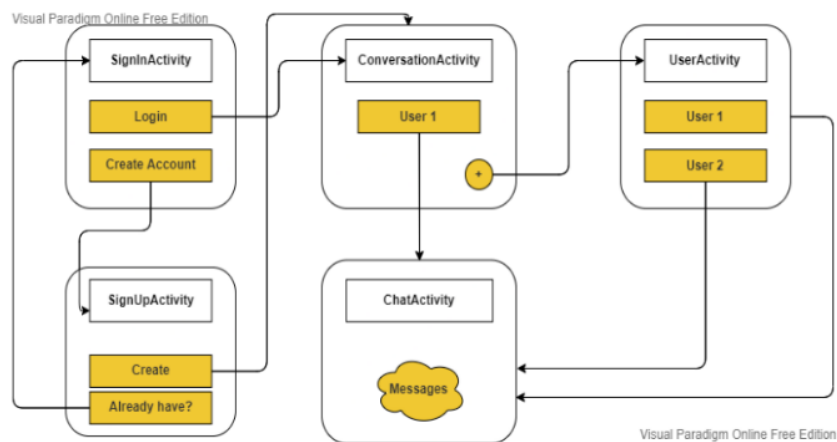 Visual Paradigm Online Free Edition
SignInActivity
Login
Create Account
ConversationActivity
User 1
+
UserActivity
User 1
User 2
SignUpActivity
Create
Already have?
ChatActivity
Messages
Visual Paradigm Online Free Edition